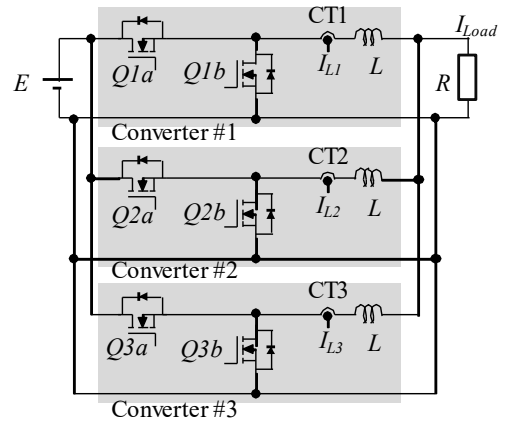 CT1
I_Load
Q1a
Q1b
I_L1
L
E
R
Converter #1
CT2
Q2a
Q2b
I_L2
L
Converter #2
CT3
Q3a
Q3b
I_L3
L
Converter #3